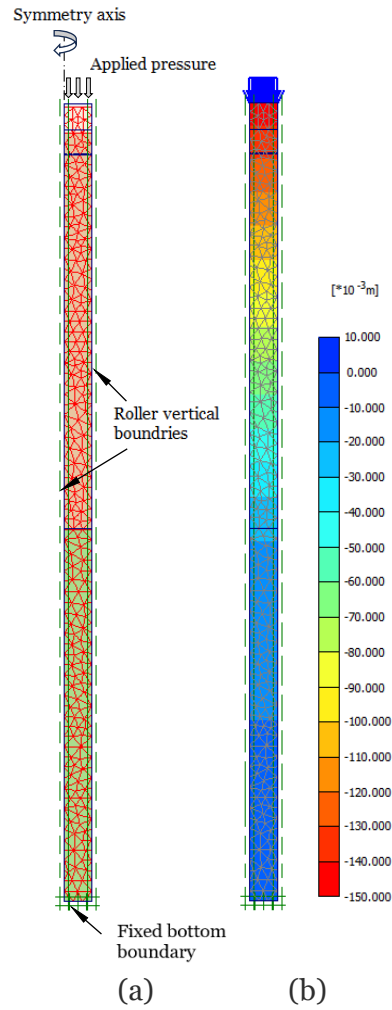 Symmetry axis
Applied pressure
[*10⁻³m]
10.000
0.000
-10.000
-20.000
-30.000
-40.000
-50.000
-60.000
-70.000
-80.000
-90.000
-100.000
-110.000
-120.000
-130.000
-140.000
-150.000
Roller vertical
boundries
Fixed bottom
boundary
(a)
(b)